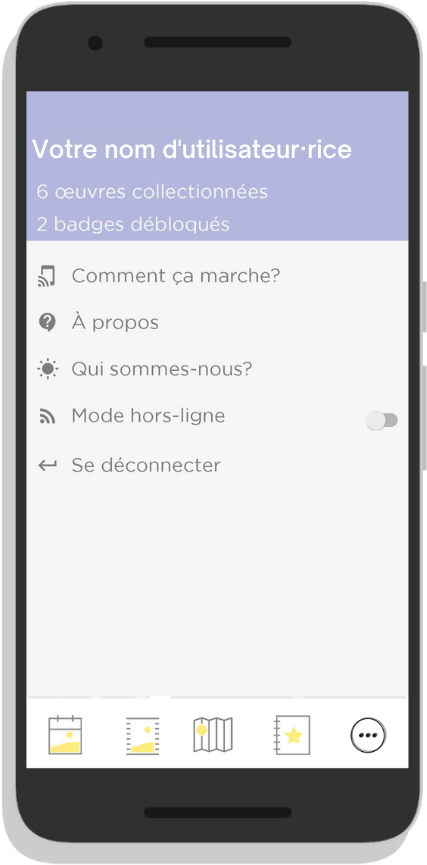 Votre nom d'utilisateur·rice
6 œuvres collectionnées
2 badges débloqués
Comment ça marche?
À propos
Qui sommes-nous?
Mode hors-ligne
Se déconnecter